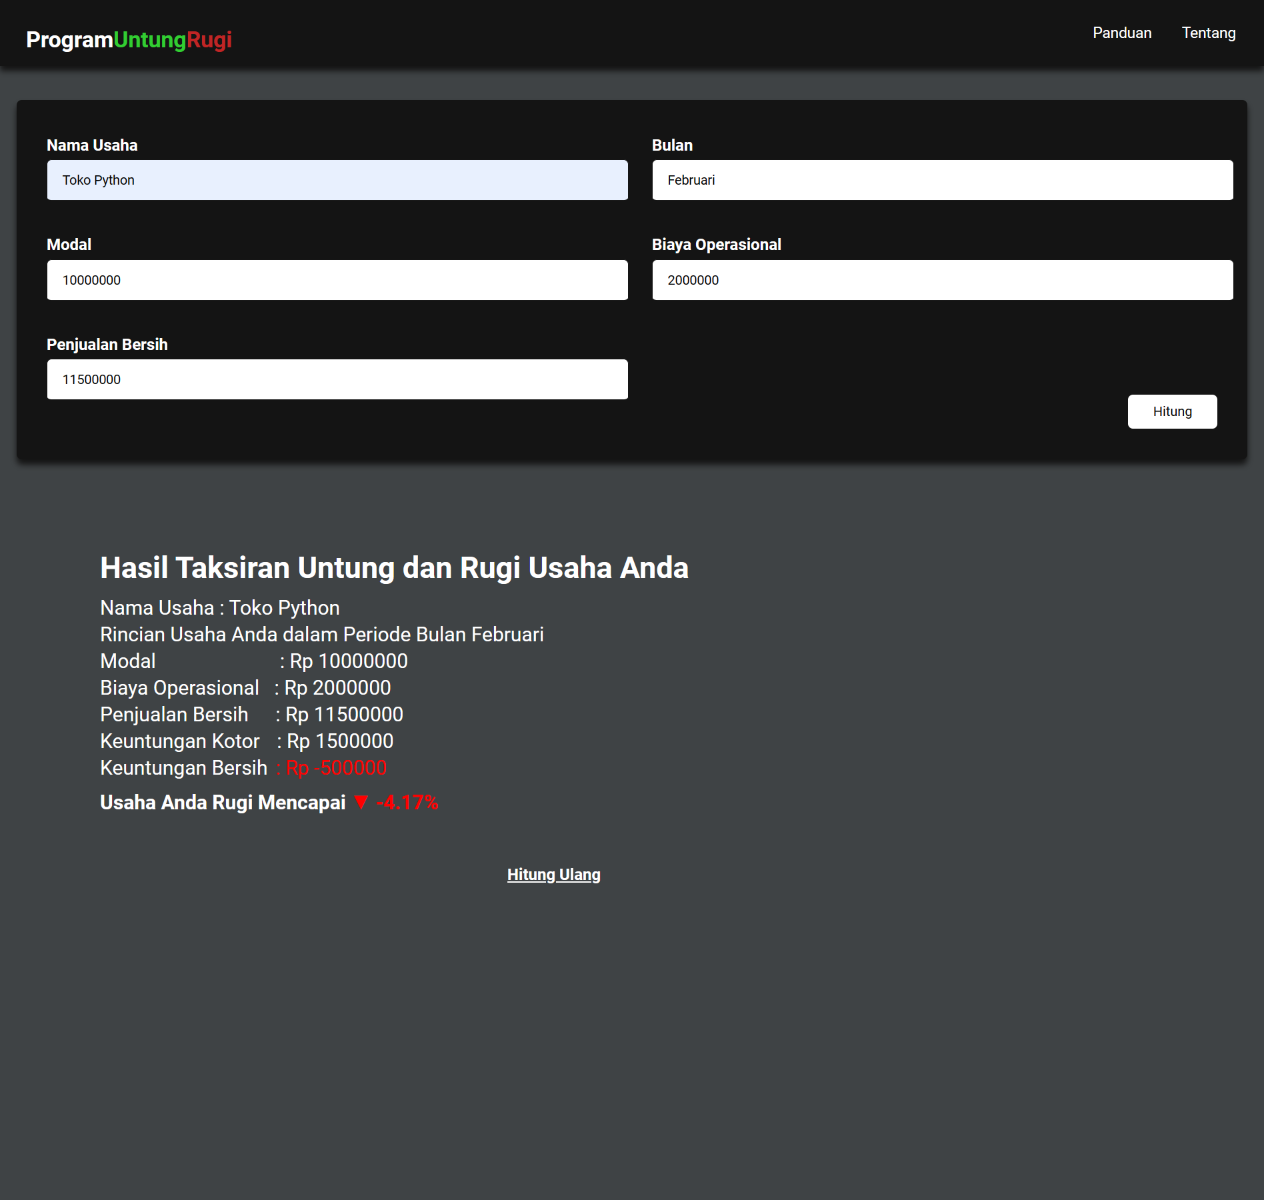 ProgramUntungRugi
Panduan Tentang
Nama Usaha
Toko Python
Bulan
Februari
Modal
10000000
Biaya Operasional
2000000
Penjualan Bersih
11500000
Hitung
Hasil Taksiran Untung dan Rugi Usaha Anda
Nama Usaha : Toko Python
Rincian Usaha Anda dalam Periode Bulan Februari
Modal : Rp 10000000
Biaya Operasional : Rp 2000000
Penjualan Bersih : Rp 11500000
Keuntungan Kotor : Rp 1500000
Keuntungan Bersih : Rp -500000
Usaha Anda Rugi Mencapai ▼ -4.17%
Hitung Ulang